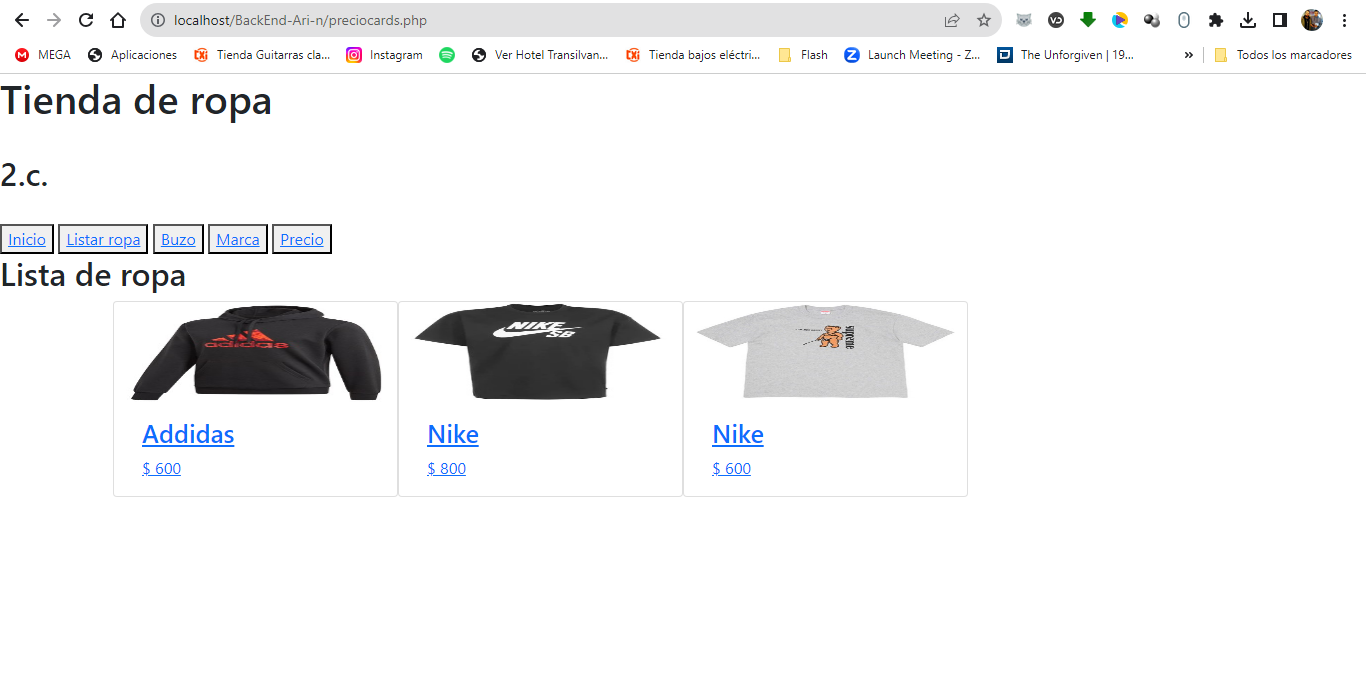 localhost/BackEnd-Ari-n/preciocards.php
MEGA Aplicaciones Tienda Guitarras cla... Instagram Ver Hotel Transilvan... Tienda bajos eléctri... Flash Launch Meeting - Z... The Unforgiven | 19... » Todos los marcadores
Tienda de ropa
2.c.
Inicio Listar ropa Buzo Marca Precio
Lista de ropa
adidas
NIKE
SB
supreme
Addidas Nike Nike
$ 600 $ 800 $ 600